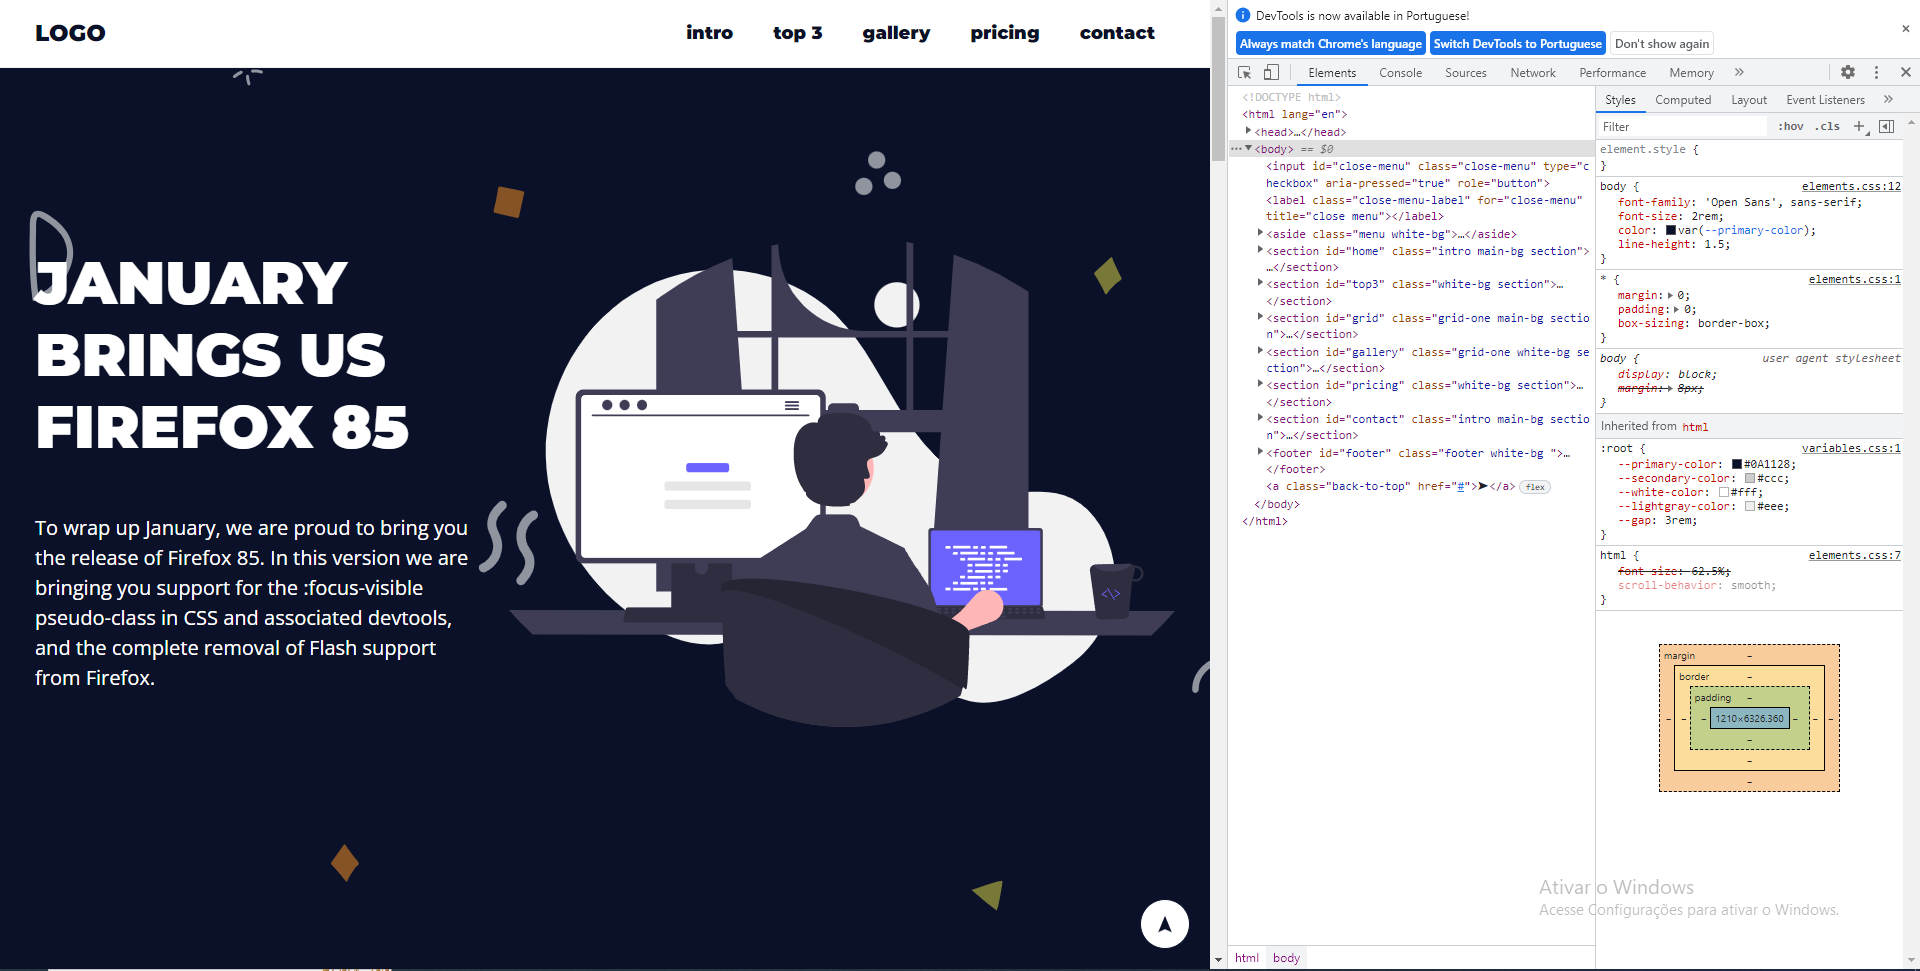 LOGO
intro top 3 gallery pricing contact
JANUARY
BRINGS US
FIREFOX 85
To wrap up January, we are proud to bring you
the release of Firefox 85. In this version we are
bringing you support for the :focus-visible
pseudo-class in CSS and associated devtools,
and the complete removal of Flash support
from Firefox.
</>
DevTools is now available in Portuguese!
Always match Chrome's language Switch DevTools to Portuguese Don't show again
Elements Console Sources Network Performance Memory »
<!DOCTYPE html>
<html lang="en">
<head>…</head>
<body> == $0
<input id="close-menu" class="close-menu" type="c
heckbox" aria-pressed="true" role="button">
<label class="close-menu-label" for="close-menu"
title="close menu"></label>
<aside class="menu white-bg">…</aside>
<section id="home" class="intro main-bg section">
…</section>
<section id="top3" class="white-bg section">…
</section>
<section id="grid" class="grid-one main-bg sectio
n">…</section>
<section id="gallery" class="grid-one white-bg se
ction">…</section>
<section id="pricing" class="white-bg section">…
</section>
<section id="contact" class="intro main-bg sectio
n">…</section>
<footer id="footer" class="footer white-bg ">…
</footer>
<a class="back-to-top" href="#">➤</a> flex
</body>
</html>
html body
Styles Computed Layout Event Listeners »
Filter :hov .cls +
element.style {
}
body { elements.css:12
font-family: 'Open Sans', sans-serif;
font-size: 2rem;
color: var(--primary-color);
line-height: 1.5;
}
* { elements.css:1
margin: 0;
padding: 0;
box-sizing: border-box;
}
body { user agent stylesheet
display: block;
margin: 8px;
}
Inherited from html
:root { variables.css:1
--primary-color: #0A1128;
--secondary-color: #ccc;
--white-color: #fff;
--lightgray-color: #eee;
--gap: 3rem;
}
html { elements.css:7
font-size: 62.5%;
scroll-behavior: smooth;
}
margin –
border –
padding –
– – – 1210×6326.360 – – –
–
–
–
Ativar o Windows
Acesse Configurações para ativar o Windows.